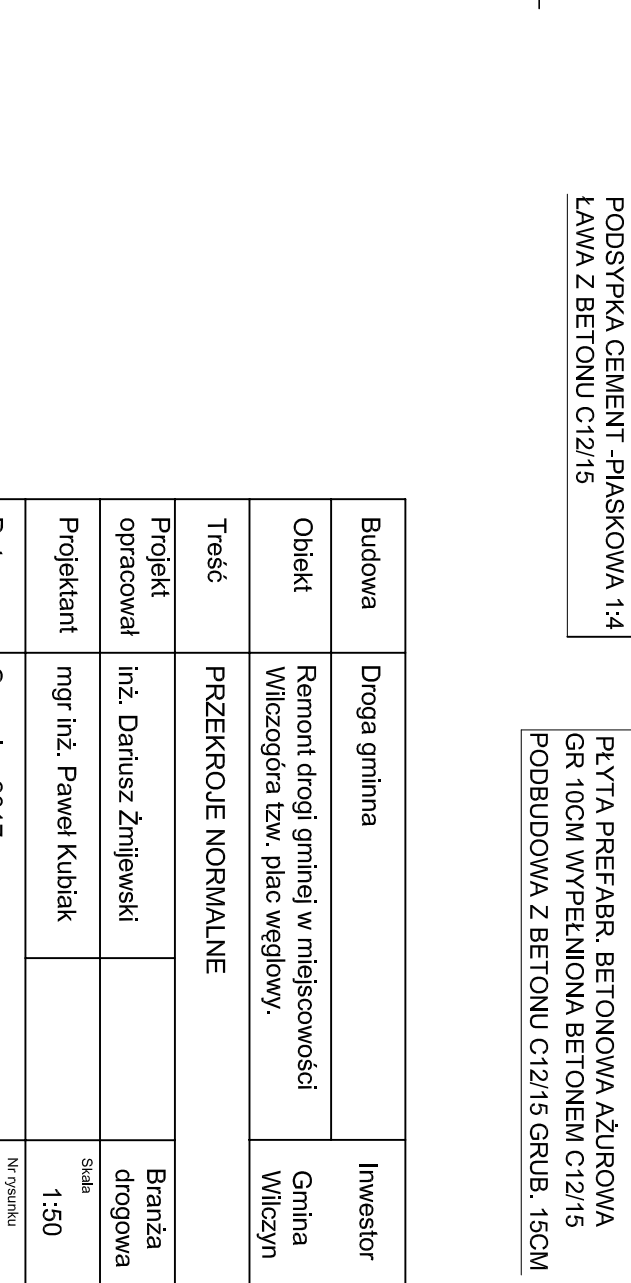 PODSYPKA CEMENT -PIASKOWA 1:4
ŁAWA Z BETONU C12/15
PŁYTA PREFABR. BETONOWA AŻUROWA
GR 10CM WYPEŁNIONA BETONEM C12/15
PODBUDOWA Z BETONU C12/15 GRUB. 15CM
Budowa
Droga gminna
Inwestor
Obiekt
Remont drogi gminej w miejscowości
Wilczogóra tzw. plac węglowy.
Gmina
Wilczyn
Treść
PRZEKROJE NORMALNE
Projekt
opracował
inż. Dariusz Żmijewski
Branża
drogowa
Projektant
mgr inż. Paweł Kubiak
Skala
1:50
Nr rysunku